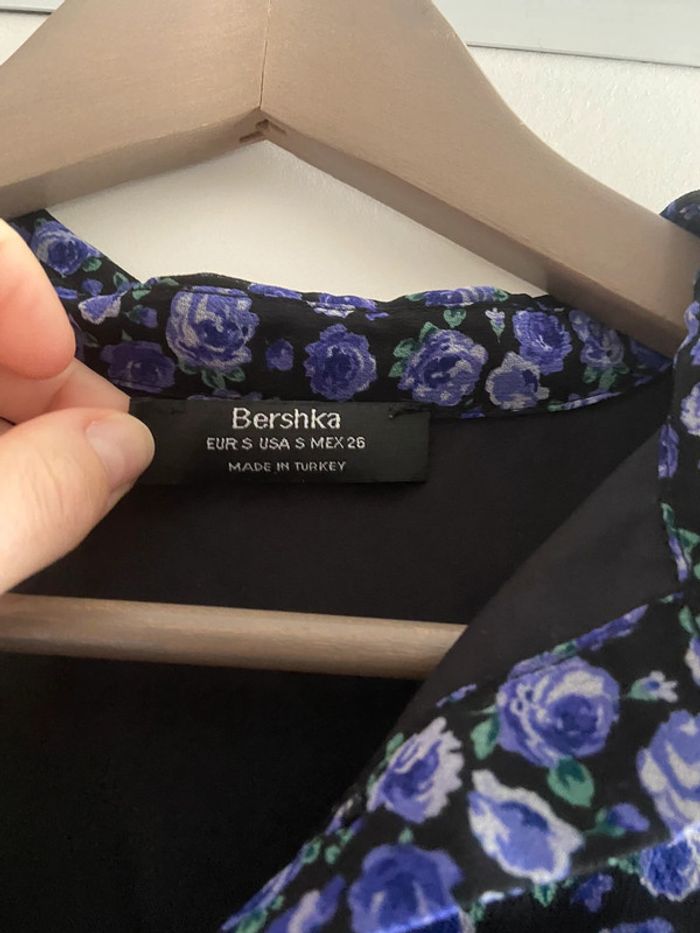 Bershka
EUR S USA S MEX 26
MADE IN TURKEY